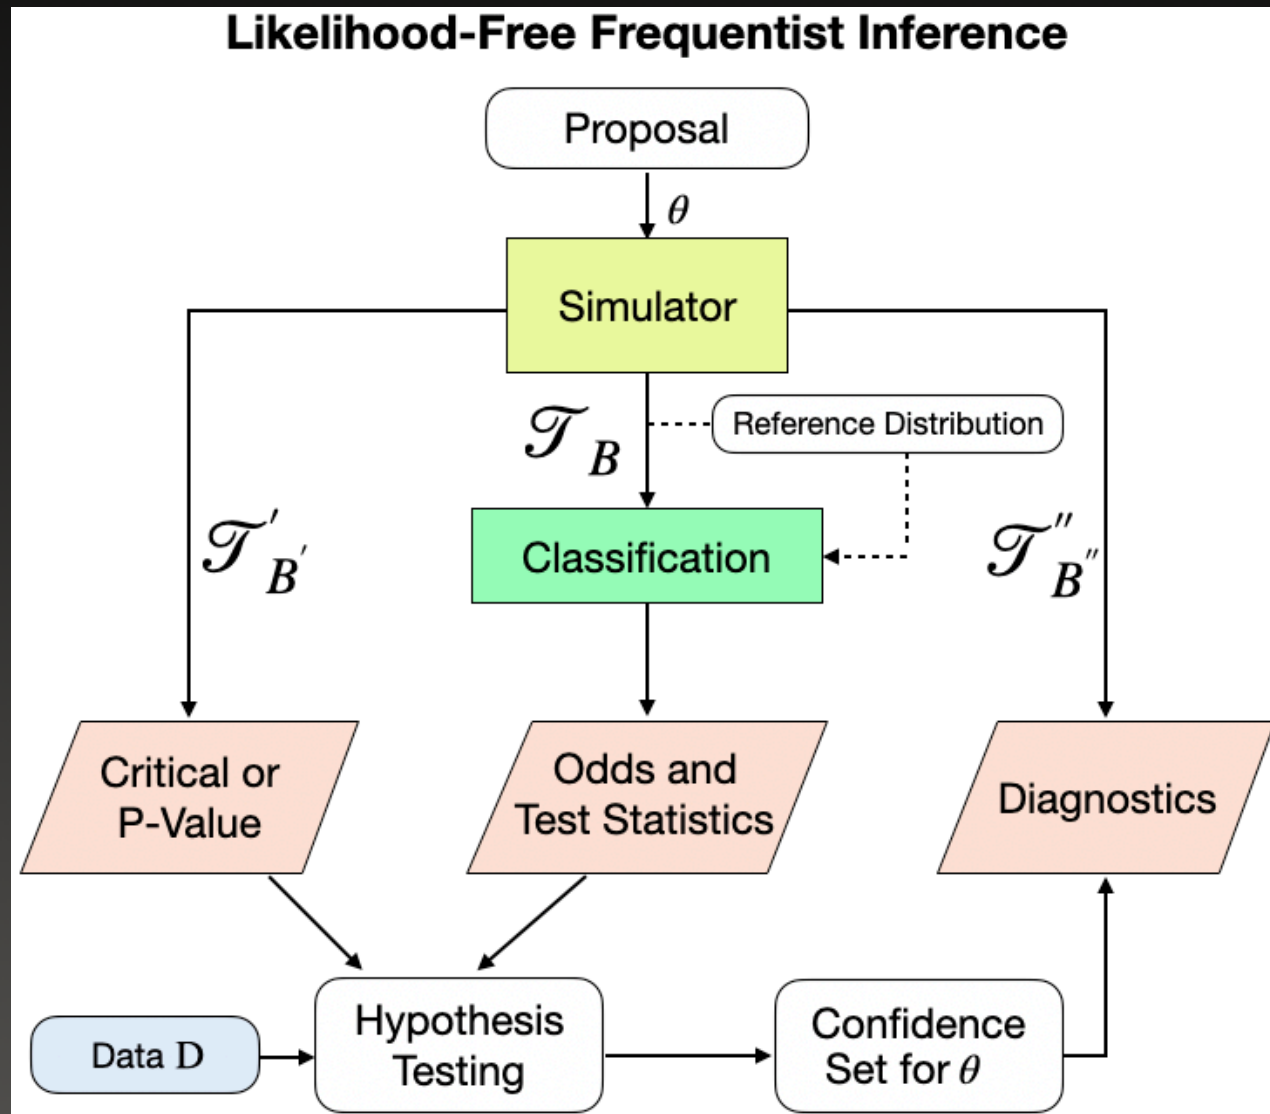 Likelihood-Free Frequentist Inference
Proposal
θ
Simulator
𝒯 B
Reference Distribution
Classification
𝒯′ B′
𝒯″ B″
Critical or
P-Value
Odds and
Test Statistics
Diagnostics
Data D
Hypothesis
Testing
Confidence
Set for θ